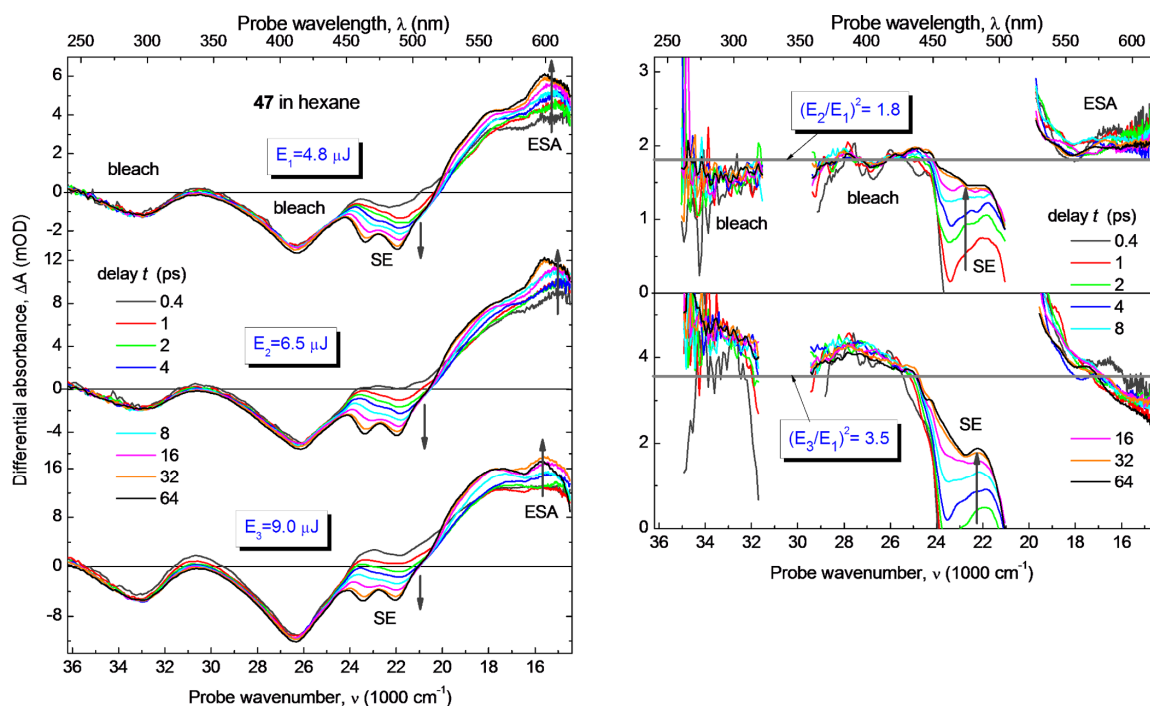 Probe wavelength, λ (nm)
250 300 350 400 450 500 600
6
4
2
0
-2
47 in hexane
E1=4.8 μJ
bleach
bleach
SE
ESA
12
8
4
0
-4
delay t (ps)
0.4
1
2
4
8
16
32
64
E2=6.5 μJ
16
8
0
-8
E3=9.0 μJ
SE
ESA
Differential absorbance, ΔA (mOD)
36 34 32 30 28 26 24 22 20 18 16
Probe wavenumber, ν (1000 cm-1)
Probe wavelength, λ (nm)
250 300 350 400 450 500 600
3
2
1
0
(E2/E1)2= 1.8
bleach
bleach
SE
ESA
delay t (ps)
0.4
1
2
4
8
4
2
0
(E3/E1)2= 3.5
SE
16
32
64
36 34 32 30 28 26 24 22 20 18 16
Probe wavenumber, ν (1000 cm-1)